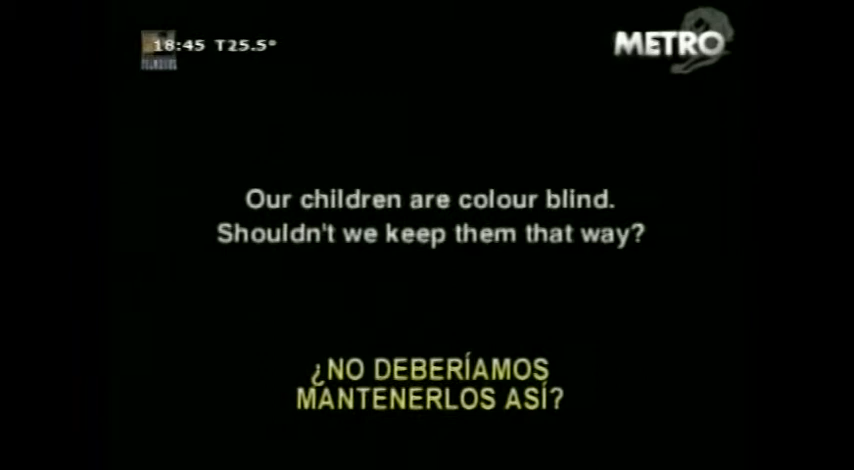 18:45 T25.5°
METRO
Our children are colour blind.
Shouldn't we keep them that way?
¿NO DEBERÍAMOS
MANTENERLOS ASÍ?